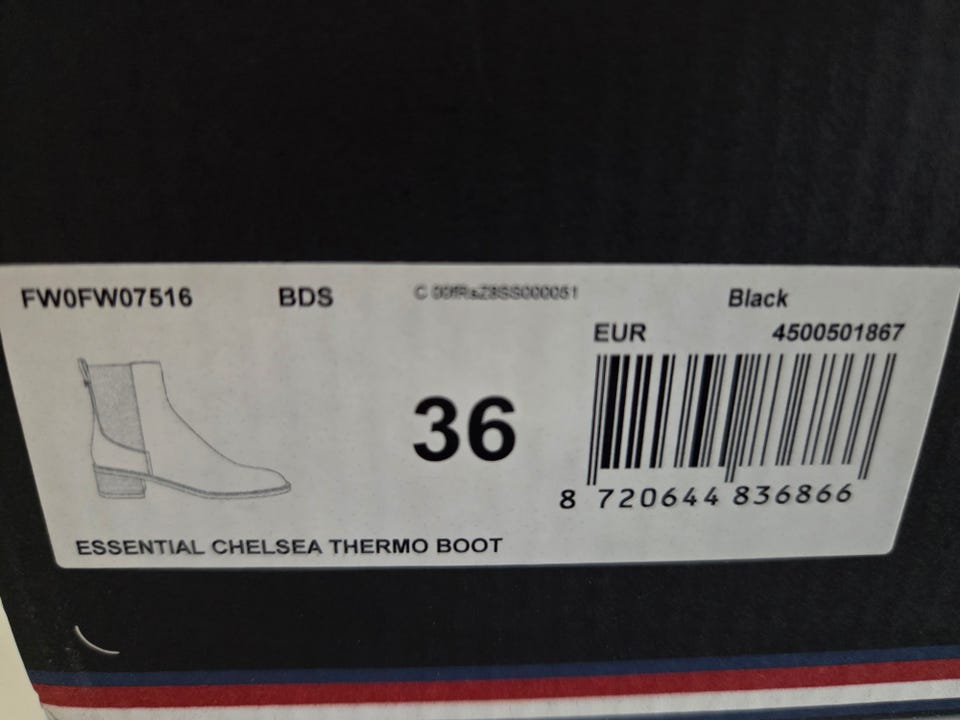 FW0FW07516 BDS Black
EUR 4500501867
36
8 720644 836866
ESSENTIAL CHELSEA THERMO BOOT